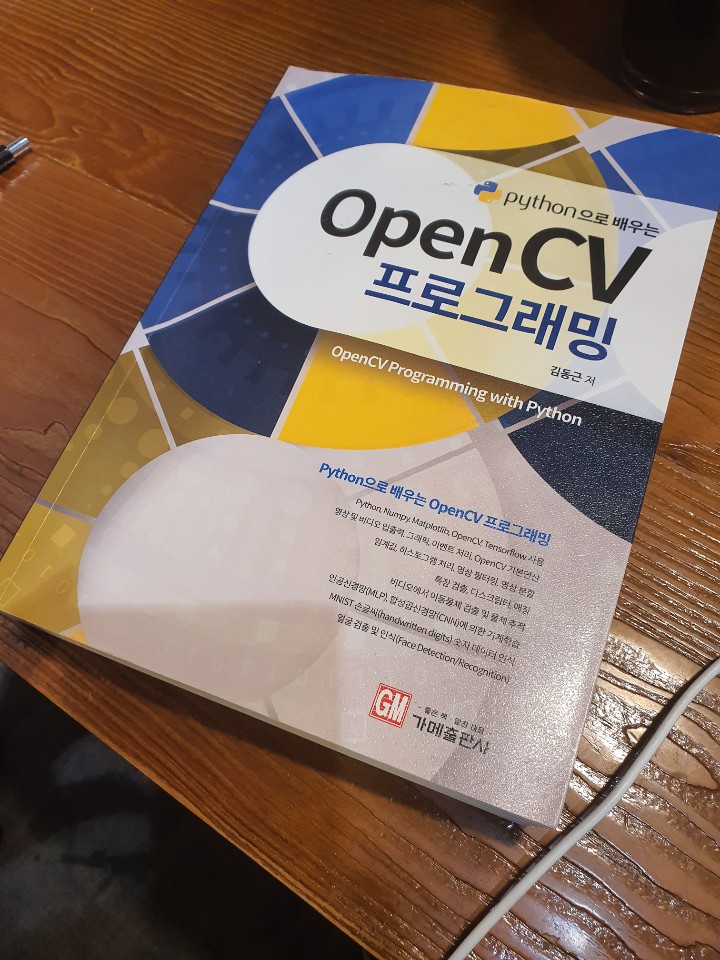 python으로 배우는
OpenCV
프로그래밍
김동근 저
OpenCV Programming with Python
Python으로 배우는 OpenCV 프로그래밍
Python, Numpy, Matplotlib, OpenCV, Tensorflow 사용
영상 및 비디오 입출력, 그래픽, 이벤트 처리, OpenCV 기본연산
임계값, 히스토그램 처리, 영상 필터링, 영상 분할
특징 검출, 디스크립터, 매칭
비디오에서 이동물체 검출 및 물체 추적
인공신경망(MLP), 합성곱신경망(CNN)에 의한 기계학습
MNIST 손글씨(handwritten digits) 숫자 데이터 인식
얼굴 검출 및 인식(Face Detection/Recognition)
GM
가메출판사